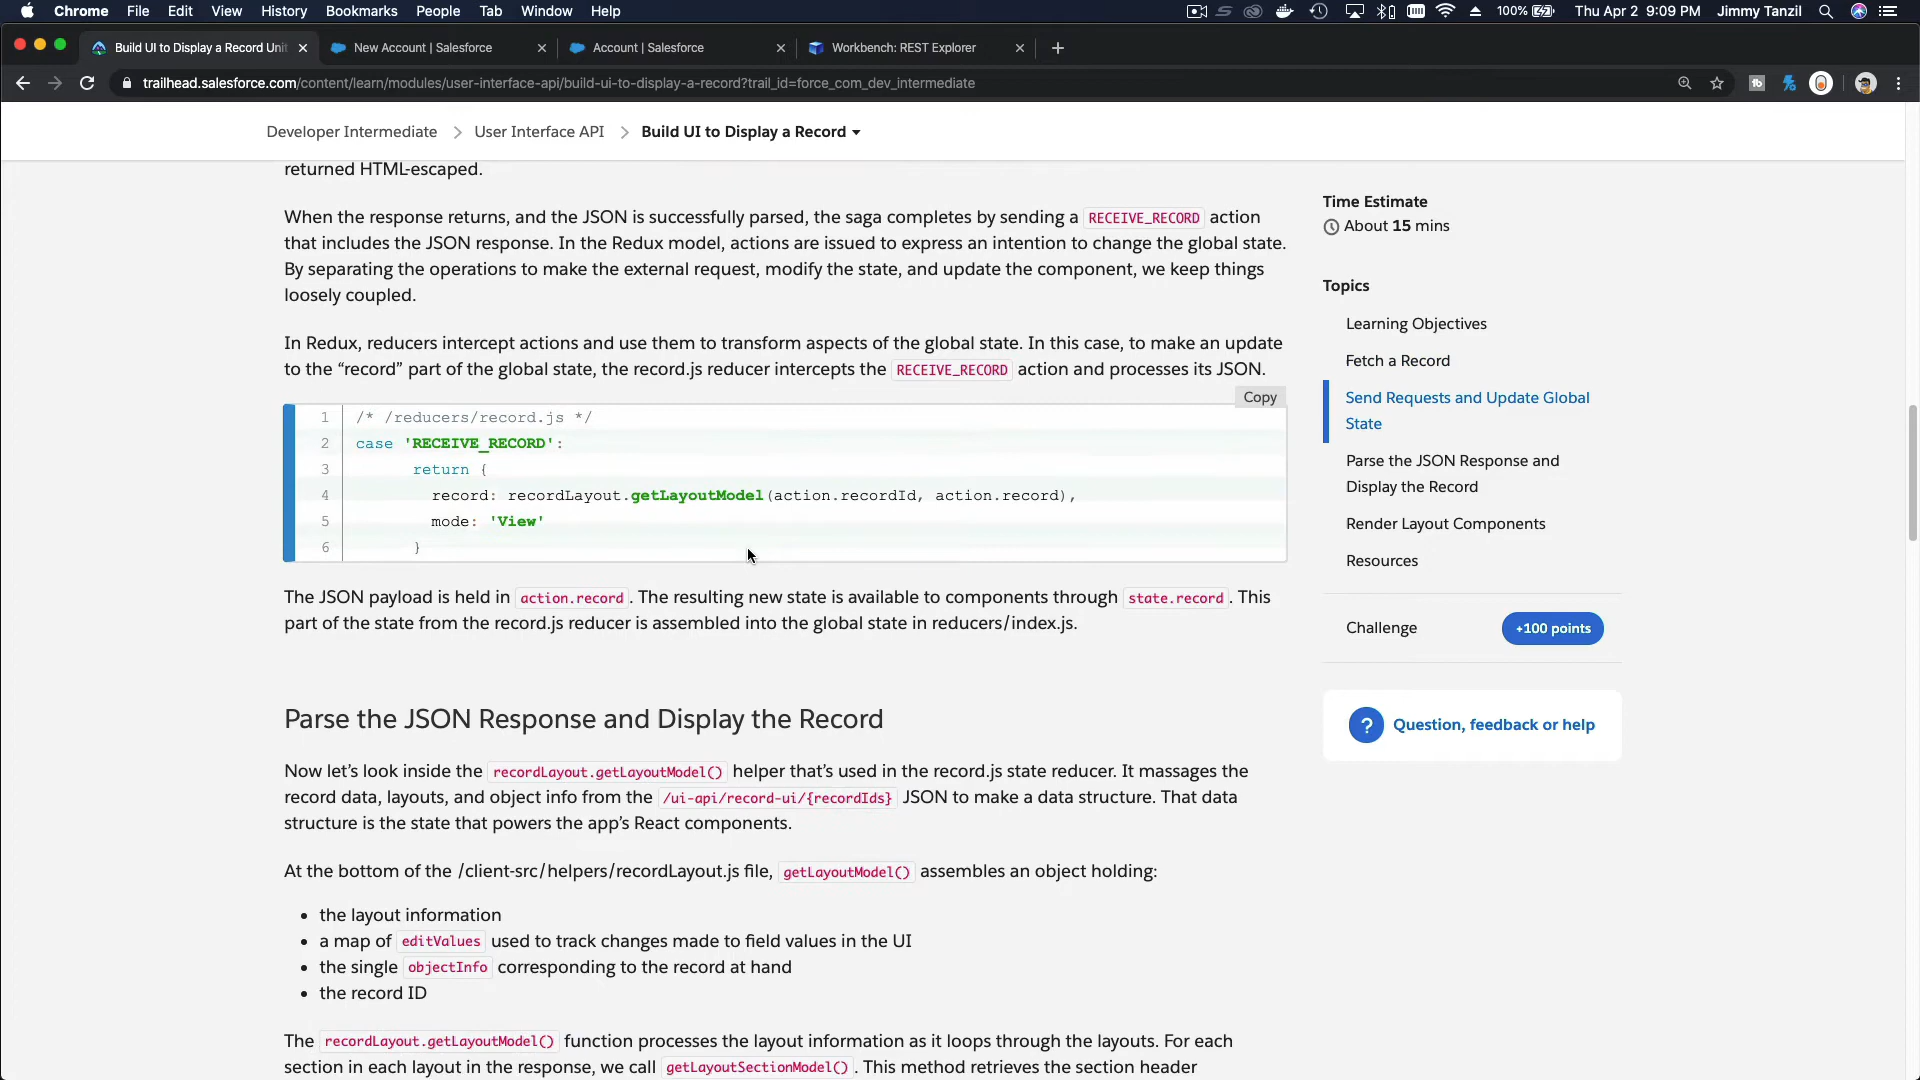 Chrome File Edit View History Bookmarks People Tab Window Help 100% Thu Apr 2 9:09 PM Jimmy Tanzil
Build UI to Display a Record Unit New Account | Salesforce Account | Salesforce Workbench: REST Explorer
trailhead.salesforce.com/content/learn/modules/user-interface-api/build-ui-to-display-a-record?trail_id=force_com_dev_intermediate
Developer Intermediate User Interface API Build UI to Display a Record
returned HTML-escaped.
When the response returns, and the JSON is successfully parsed, the saga completes by sending a RECEIVE_RECORD action
that includes the JSON response. In the Redux model, actions are issued to express an intention to change the global state.
By separating the operations to make the external request, modify the state, and update the component, we keep things
loosely coupled.
In Redux, reducers intercept actions and use them to transform aspects of the global state. In this case, to make an update
to the “record” part of the global state, the record.js reducer intercepts the RECEIVE_RECORD action and processes its JSON.
Copy
1 /* /reducers/record.js */
2 case 'RECEIVE_RECORD':
3 return {
4 record: recordLayout.getLayoutModel(action.recordId, action.record),
5 mode: 'View'
6 }
The JSON payload is held in action.record. The resulting new state is available to components through state.record. This
part of the state from the record.js reducer is assembled into the global state in reducers/index.js.
Parse the JSON Response and Display the Record
Now let’s look inside the recordLayout.getLayoutModel() helper that’s used in the record.js state reducer. It massages the
record data, layouts, and object info from the /ui-api/record-ui/{recordIds} JSON to make a data structure. That data
structure is the state that powers the app’s React components.
At the bottom of the /client-src/helpers/recordLayout.js file, getLayoutModel() assembles an object holding:
• the layout information
• a map of editValues used to track changes made to field values in the UI
• the single objectInfo corresponding to the record at hand
• the record ID
The recordLayout.getLayoutModel() function processes the layout information as it loops through the layouts. For each
section in each layout in the response, we call getLayoutSectionModel(). This method retrieves the section header
Time Estimate
About 15 mins
Topics
Learning Objectives
Fetch a Record
Send Requests and Update Global
State
Parse the JSON Response and
Display the Record
Render Layout Components
Resources
Challenge +100 points
? Question, feedback or help